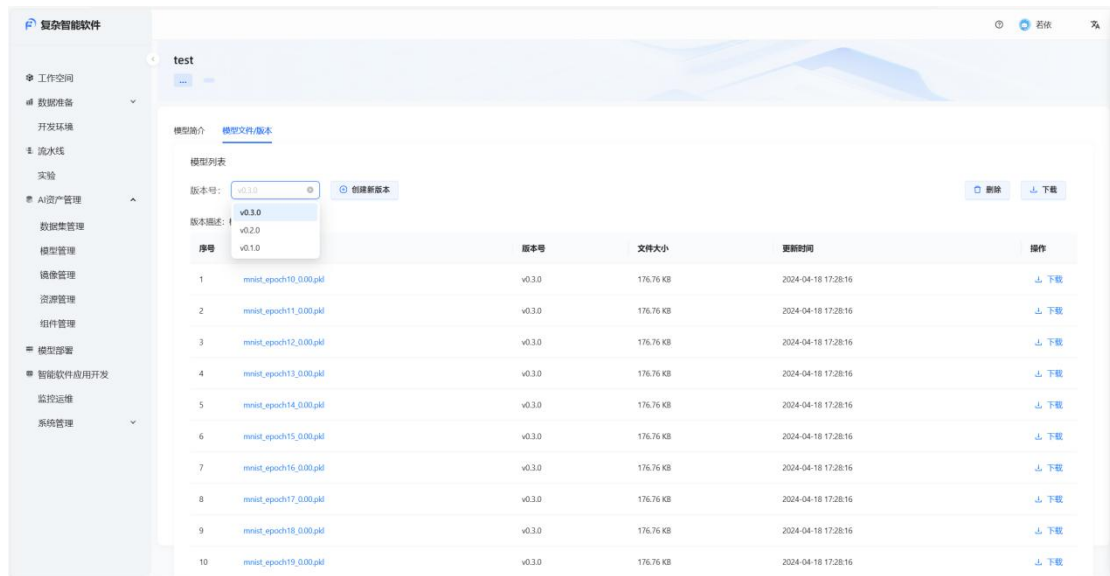 复杂智能软件
若依
工作空间
数据准备
开发环境
流水线
实验
AI资产管理
数据集管理
模型管理
镜像管理
资源管理
组件管理
模型部署
智能软件应用开发
监控运维
系统管理
test
...
模型简介 模型文件/版本
模型列表
版本号: v0.3.0 创建新版本 删除 下载
v0.3.0
v0.2.0
v0.1.0
版本描述:
序号 版本号 文件大小 更新时间 操作
1 mnist_epoch10_0.00.pkl v0.3.0 176.76 KB 2024-04-18 17:28:16 下载
2 mnist_epoch11_0.00.pkl v0.3.0 176.76 KB 2024-04-18 17:28:16 下载
3 mnist_epoch12_0.00.pkl v0.3.0 176.76 KB 2024-04-18 17:28:16 下载
4 mnist_epoch13_0.00.pkl v0.3.0 176.76 KB 2024-04-18 17:28:16 下载
5 mnist_epoch14_0.00.pkl v0.3.0 176.76 KB 2024-04-18 17:28:16 下载
6 mnist_epoch15_0.00.pkl v0.3.0 176.76 KB 2024-04-18 17:28:16 下载
7 mnist_epoch16_0.00.pkl v0.3.0 176.76 KB 2024-04-18 17:28:16 下载
8 mnist_epoch17_0.00.pkl v0.3.0 176.76 KB 2024-04-18 17:28:16 下载
9 mnist_epoch18_0.00.pkl v0.3.0 176.76 KB 2024-04-18 17:28:16 下载
10 mnist_epoch19_0.00.pkl v0.3.0 176.76 KB 2024-04-18 17:28:16 下载